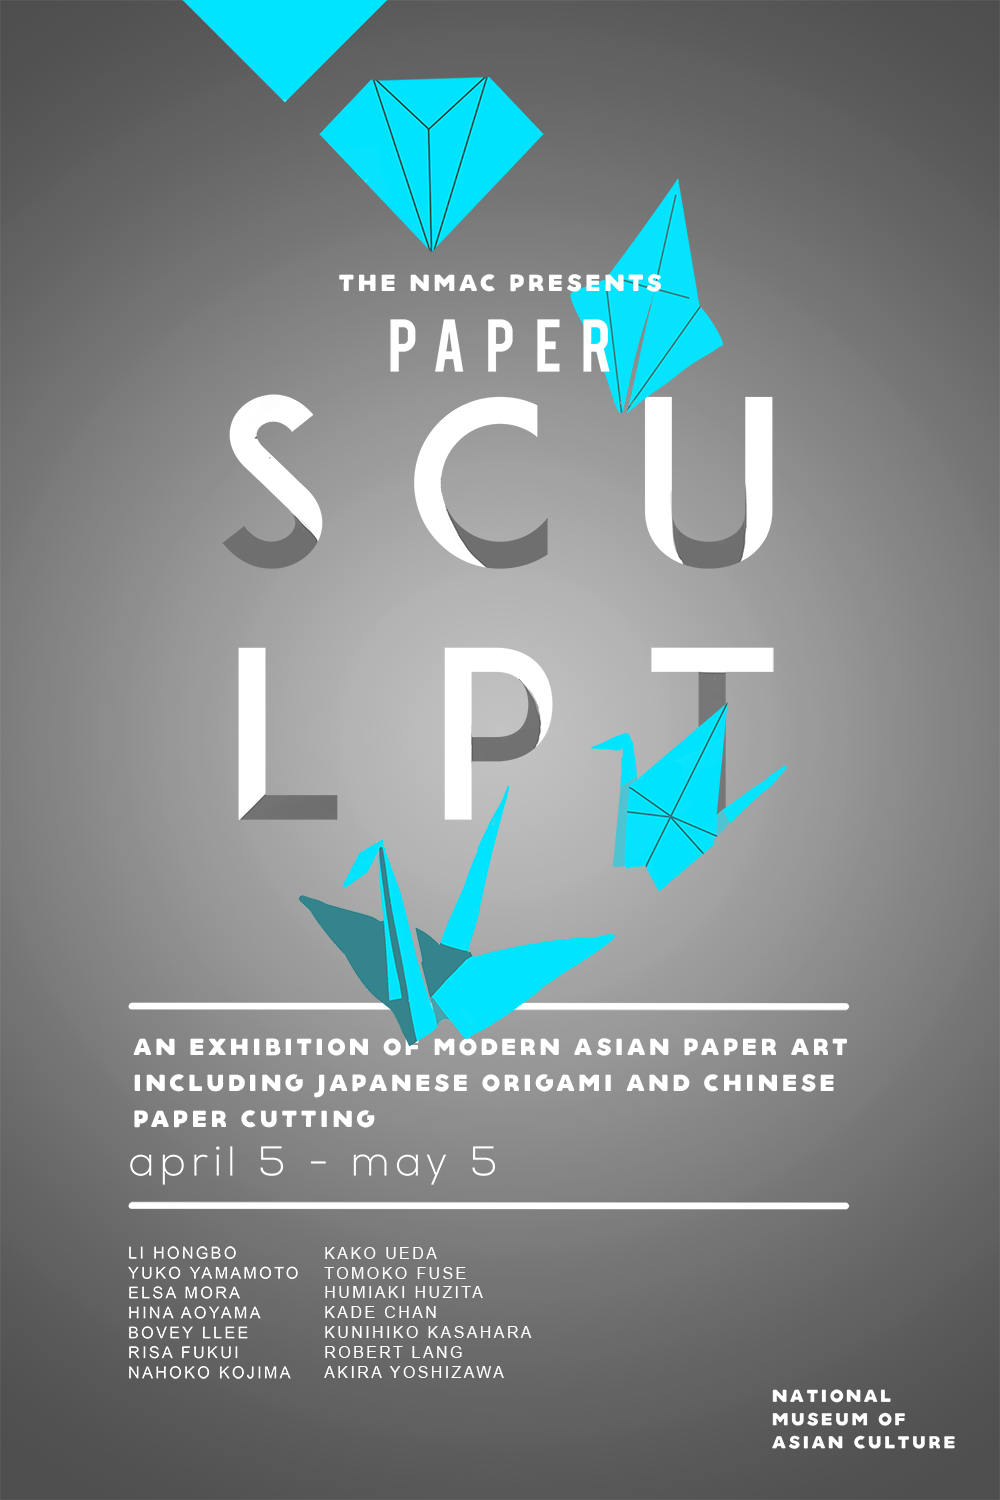 THE NMAC PRESENTS
PAPER
SCU
LPT
AN EXHIBITION OF MODERN ASIAN PAPER ART
INCLUDING JAPANESE ORIGAMI AND CHINESE
PAPER CUTTING
april 5 - may 5
LI HONGBO
YUKO YAMAMOTO
ELSA MORA
HINA AOYAMA
BOVEY LLEE
RISA FUKUI
NAHOKO KOJIMA
KAKO UEDA
TOMOKO FUSE
HUMIAKI HUZITA
KADE CHAN
KUNIHIKO KASAHARA
ROBERT LANG
AKIRA YOSHIZAWA
NATIONAL
MUSEUM OF
ASIAN CULTURE